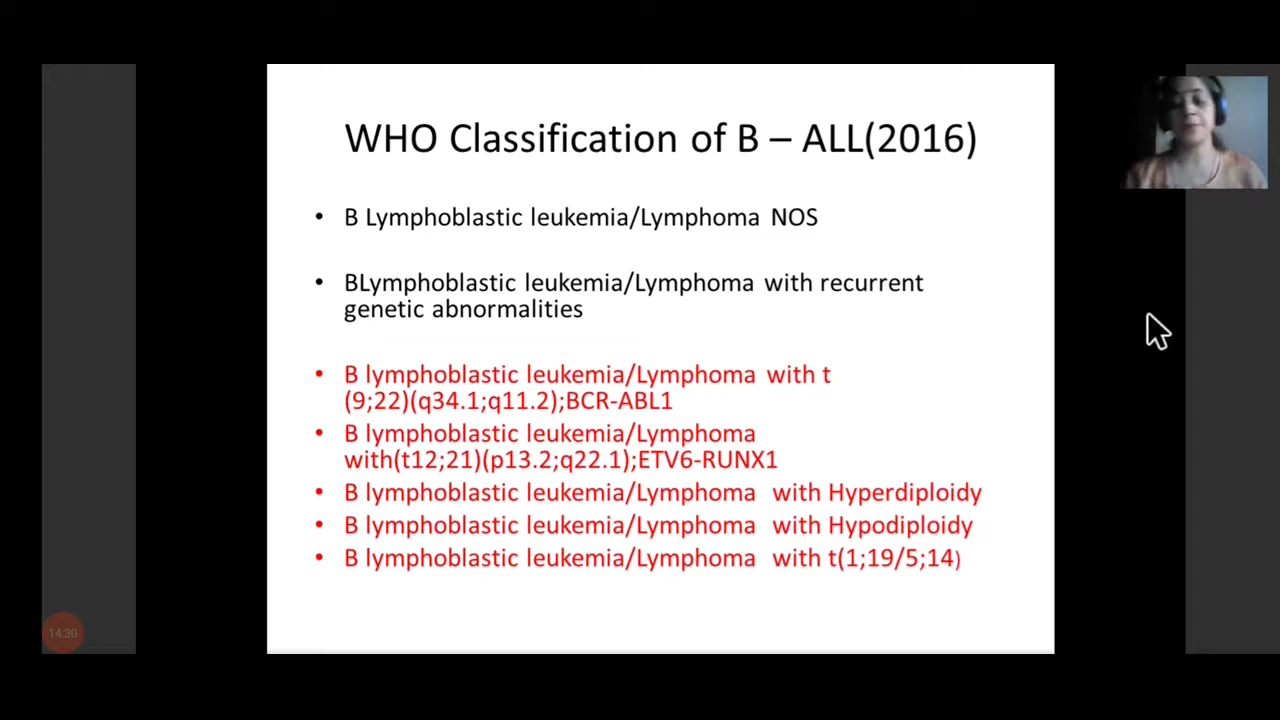 WHO Classification of B – ALL(2016)
• B Lymphoblastic leukemia/Lymphoma NOS
• BLymphoblastic leukemia/Lymphoma with recurrent
genetic abnormalities
• B lymphoblastic leukemia/Lymphoma with t
(9;22)(q34.1;q11.2);BCR-ABL1
• B lymphoblastic leukemia/Lymphoma
with(t12;21)(p13.2;q22.1);ETV6-RUNX1
• B lymphoblastic leukemia/Lymphoma with Hyperdiploidy
• B lymphoblastic leukemia/Lymphoma with Hypodiploidy
• B lymphoblastic leukemia/Lymphoma with t(1;19/5;14)
14:30